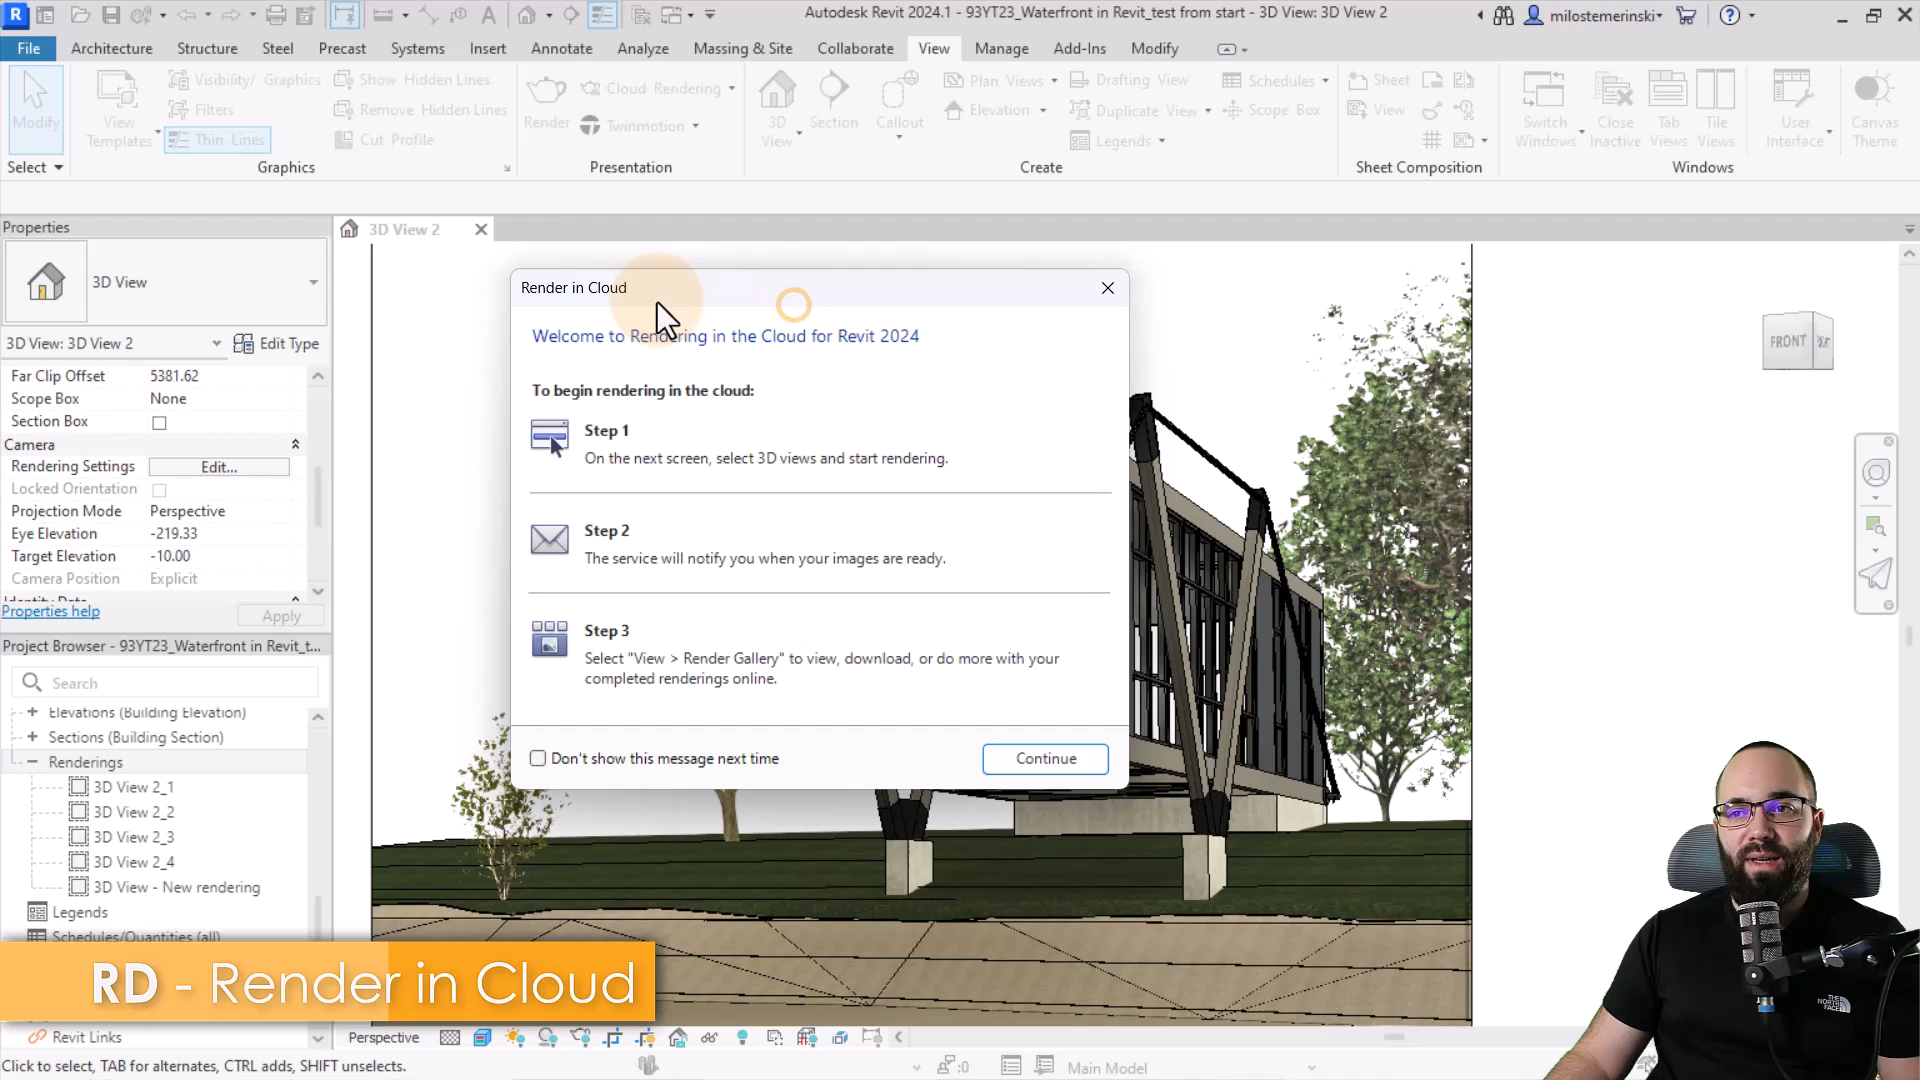 Autodesk Revit 2024.1 - 93YT23_Waterfront in Revit_test from start - 3D View: 3D View 2
milostemerinski
File Architecture Structure Steel Precast Systems Insert Annotate Analyze Massing & Site Collaborate View Manage Add-Ins Modify
Modify
View Templates
Visibility/ Graphics
Filters
Thin Lines
Show Hidden Lines
Remove Hidden Lines
Cut Profile
Render
Cloud Rendering
Twinmotion
3D View
Section
Callout
Plan Views
Elevation
Drafting View
Duplicate View
Legends
Schedules
Scope Box
Sheet
View
Switch Windows
Close Inactive
Tab Views
Tile Views
User Interface
Canvas Theme
Select Graphics Presentation Create Sheet Composition Windows
Properties
3D View 2
3D View
3D View: 3D View 2
Edit Type
Far Clip Offset 5381.62
Scope Box None
Section Box
Camera
Rendering Settings Edit...
Locked Orientation
Projection Mode Perspective
Eye Elevation -219.33
Target Elevation -10.00
Camera Position Explicit
Properties help
Apply
Project Browser - 93YT23_Waterfront in Revit_t...
Search
Elevations (Building Elevation)
Sections (Building Section)
Renderings
3D View 2_1
3D View 2_2
3D View 2_3
3D View 2_4
3D View - New rendering
Legends
Schedules/Quantities (all)
Revit Links
Render in Cloud
Welcome to Rendering in the Cloud for Revit 2024
To begin rendering in the cloud:
Step 1
On the next screen, select 3D views and start rendering.
Step 2
The service will notify you when your images are ready.
Step 3
Select "View > Render Gallery" to view, download, or do more with your
completed renderings online.
Don't show this message next time
Continue
FRONT
RD - Render in Cloud
Perspective
Click to select, TAB for alternates, CTRL adds, SHIFT unselects.
:0
Main Model
THE NORTH FACE